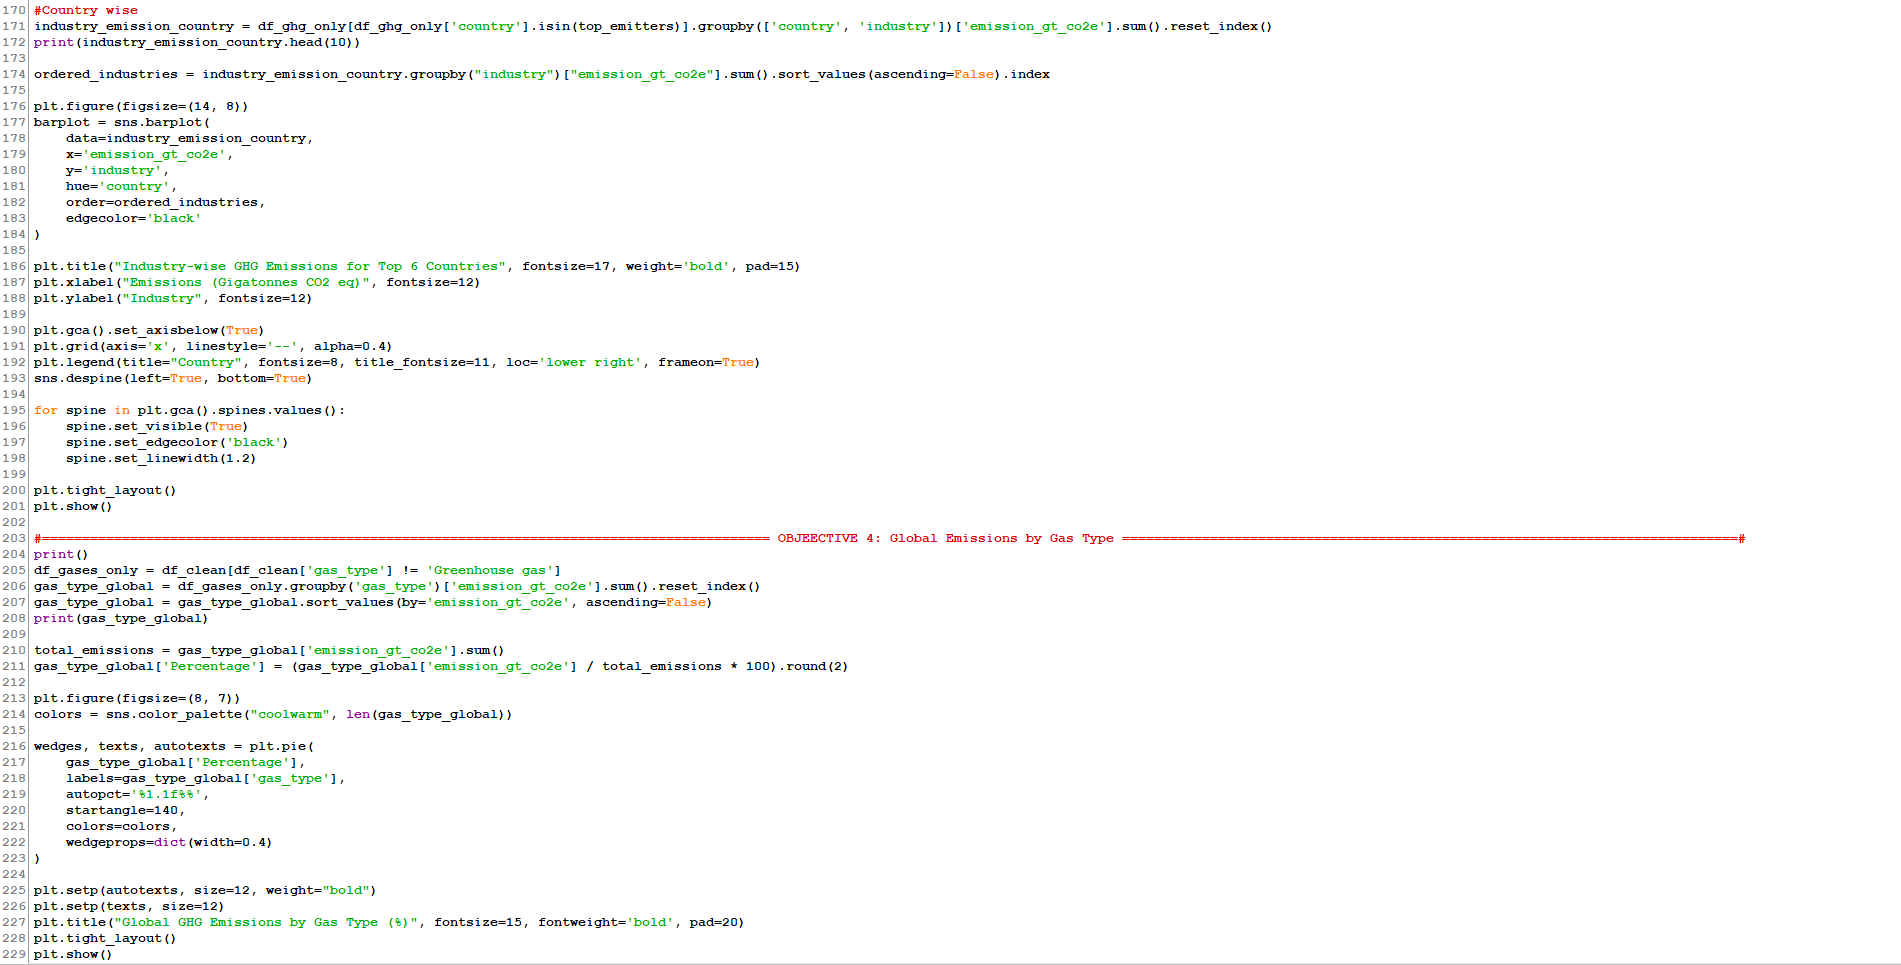 170 #Country wise
171 industry_emission_country = df_ghg_only[df_ghg_only['country'].isin(top_emitters)].groupby(['country', 'industry'])['emission_gt_co2e'].sum().reset_index()
172 print(industry_emission_country.head(10))
173
174 ordered_industries = industry_emission_country.groupby("industry")["emission_gt_co2e"].sum().sort_values(ascending=False).index
175
176 plt.figure(figsize=(14, 8))
177 barplot = sns.barplot(
178     data=industry_emission_country,
179     x='emission_gt_co2e',
180     y='industry',
181     hue='country',
182     order=ordered_industries,
183     edgecolor='black'
184 )
185
186 plt.title("Industry-wise GHG Emissions for Top 6 Countries", fontsize=17, weight='bold', pad=15)
187 plt.xlabel("Emissions (Gigatonnes CO2 eq)", fontsize=12)
188 plt.ylabel("Industry", fontsize=12)
189
190 plt.gca().set_axisbelow(True)
191 plt.grid(axis='x', linestyle='--', alpha=0.4)
192 plt.legend(title="Country", fontsize=8, title_fontsize=11, loc='lower right', frameon=True)
193 sns.despine(left=True, bottom=True)
194
195 for spine in plt.gca().spines.values():
196     spine.set_visible(True)
197     spine.set_edgecolor('black')
198     spine.set_linewidth(1.2)
199
200 plt.tight_layout()
201 plt.show()
202
203 #=========================================================================================== OBJEECTIVE 4: Global Emissions by Gas Type =============================================================================#
204 print()
205 df_gases_only = df_clean[df_clean['gas_type'] != 'Greenhouse gas']
206 gas_type_global = df_gases_only.groupby('gas_type')['emission_gt_co2e'].sum().reset_index()
207 gas_type_global = gas_type_global.sort_values(by='emission_gt_co2e', ascending=False)
208 print(gas_type_global)
209
210 total_emissions = gas_type_global['emission_gt_co2e'].sum()
211 gas_type_global['Percentage'] = (gas_type_global['emission_gt_co2e'] / total_emissions * 100).round(2)
212
213 plt.figure(figsize=(8, 7))
214 colors = sns.color_palette("coolwarm", len(gas_type_global))
215
216 wedges, texts, autotexts = plt.pie(
217     gas_type_global['Percentage'],
218     labels=gas_type_global['gas_type'],
219     autopct='%1.1f%%',
220     startangle=140,
221     colors=colors,
222     wedgeprops=dict(width=0.4)
223 )
224
225 plt.setp(autotexts, size=12, weight="bold")
226 plt.setp(texts, size=12)
227 plt.title("Global GHG Emissions by Gas Type (%)", fontsize=15, fontweight='bold', pad=20)
228 plt.tight_layout()
229 plt.show()